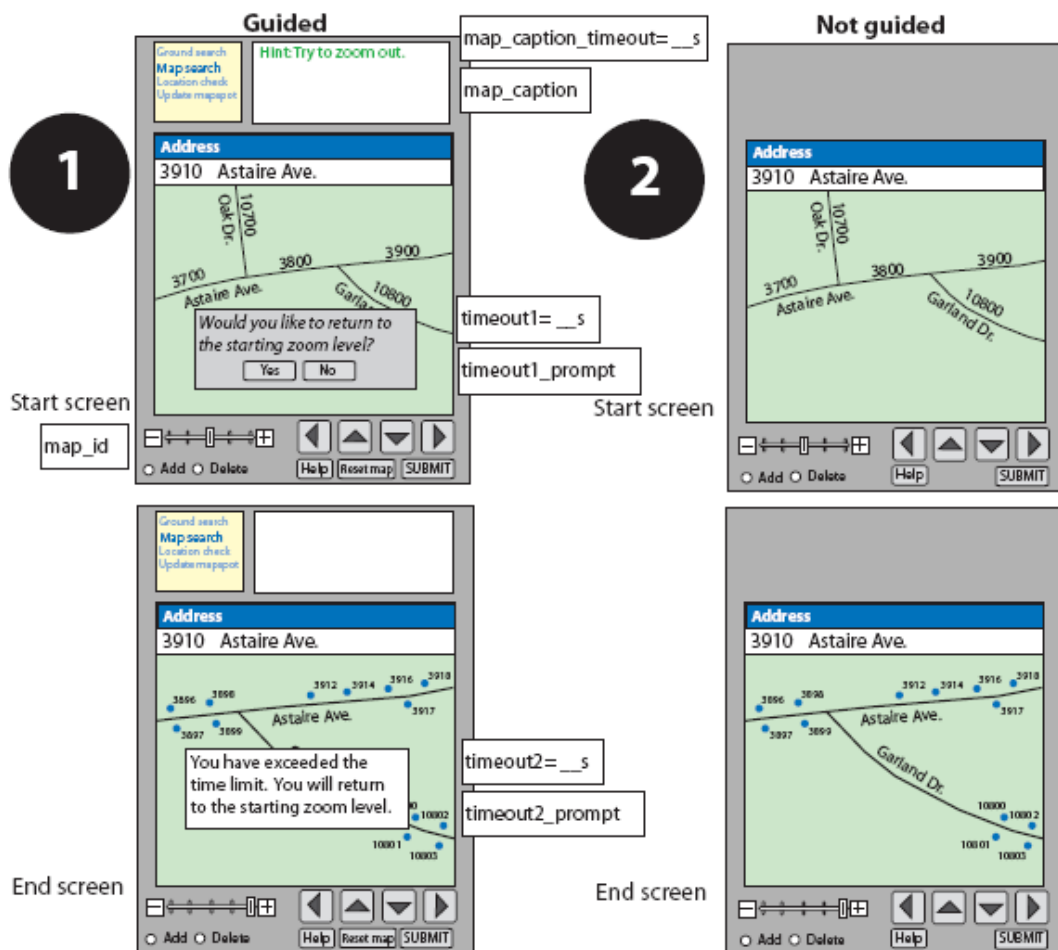 Guided
Not guided
map_caption_timeout= __s
map_caption
1
Ground search
Map search
Location check
Update mapspot
Hint: Try to zoom out.
Address
3910 Astaire Ave.
Oak Dr.
10700
3700
3800
3900
Astaire Ave.
10800
Would you like to return to
the starting zoom level?
Yes No
timeout1= __s
timeout1_prompt
Start screen
map_id
Add Delete
Help Reset map SUBMIT
2
Address
3910 Astaire Ave.
Oak Dr.
10700
3700
3800
3900
Astaire Ave.
10800
Garland Dr.
Start screen
Add Delete
Help SUBMIT
Ground search
Map search
Location check
Update mapspot
Address
3910 Astaire Ave.
3896
3898
3912
3914
3916
3918
3897
3899
Astaire Ave.
3917
You have exceeded the
time limit. You will return
to the starting zoom level.
10802
10801
10803
timeout2= __s
timeout2_prompt
End screen
Add Delete
Help Reset map SUBMIT
Address
3910 Astaire Ave.
3896
3898
3912
3914
3916
3918
3897
3899
Astaire Ave.
3917
Garland Dr.
10800
10802
10801
10803
End screen
Add Delete
Help SUBMIT